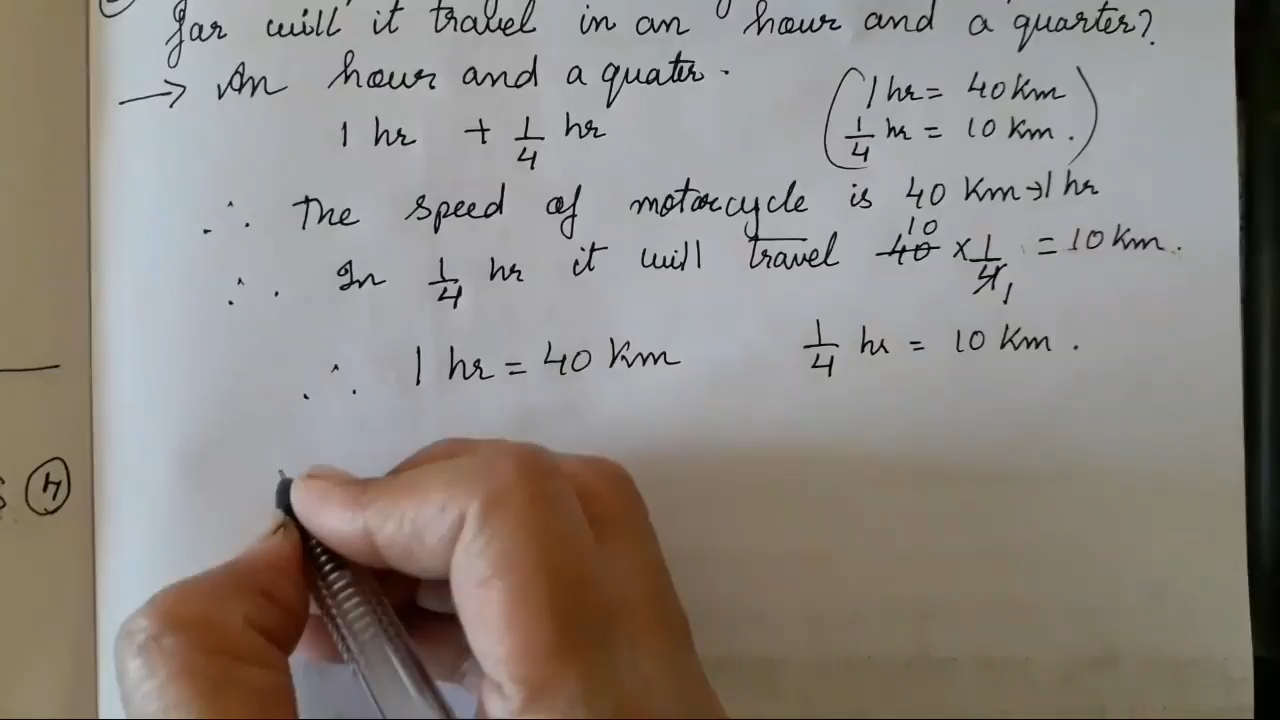 far will it travel in an hour and a quarter?
→ An hour and a quater.
1 hr + 1/4 hr
(1 hr = 40 Km
1/4 hr = 10 Km.)
∴ The speed of motorcycle is 40 Km→1 hr
∴ In 1/4 hr it will travel 40 10 × 1/4 1 = 10 Km.
∴ 1 hr = 40 Km 1/4 hr = 10 Km.
4